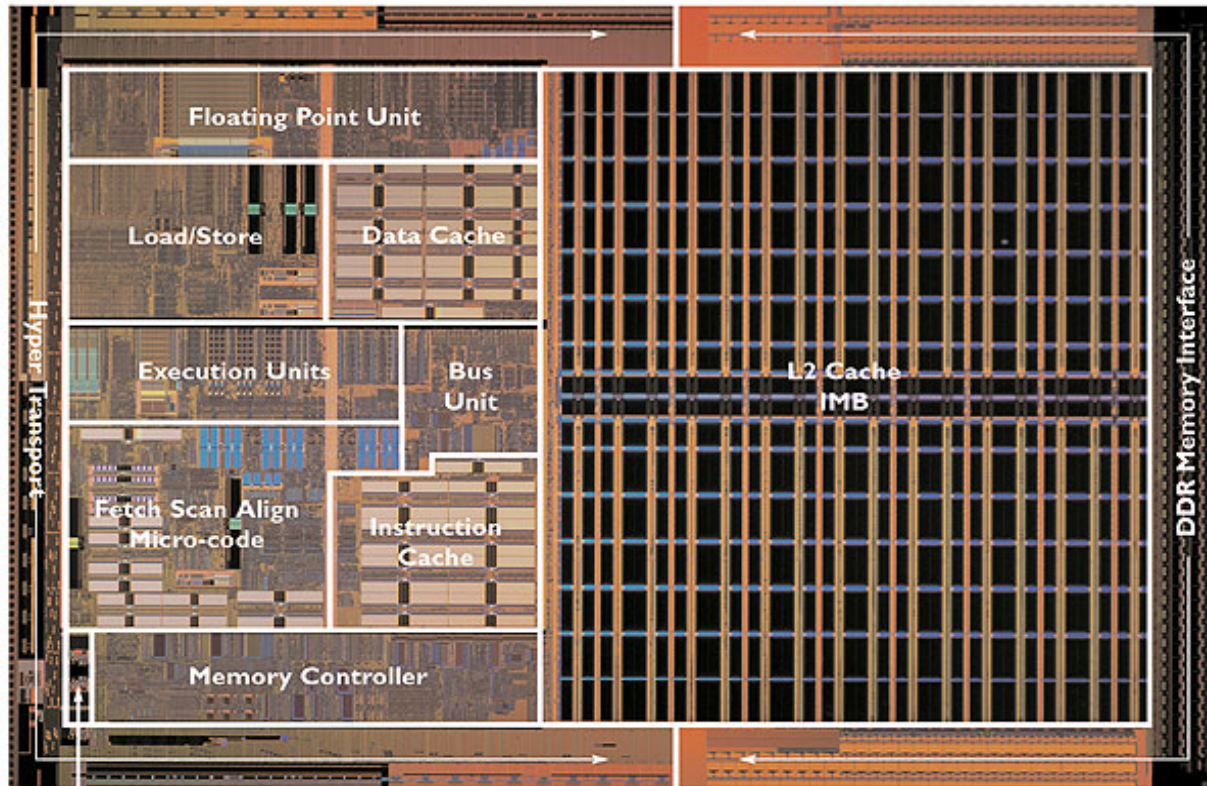 Floating Point Unit
Load/Store
Data Cache
Hyper Transport
Execution Units
Bus
Unit
L2 Cache
IMB
DDR Memory Interface
Fetch Scan Align
Micro-code
Instruction
Cache
Memory Controller